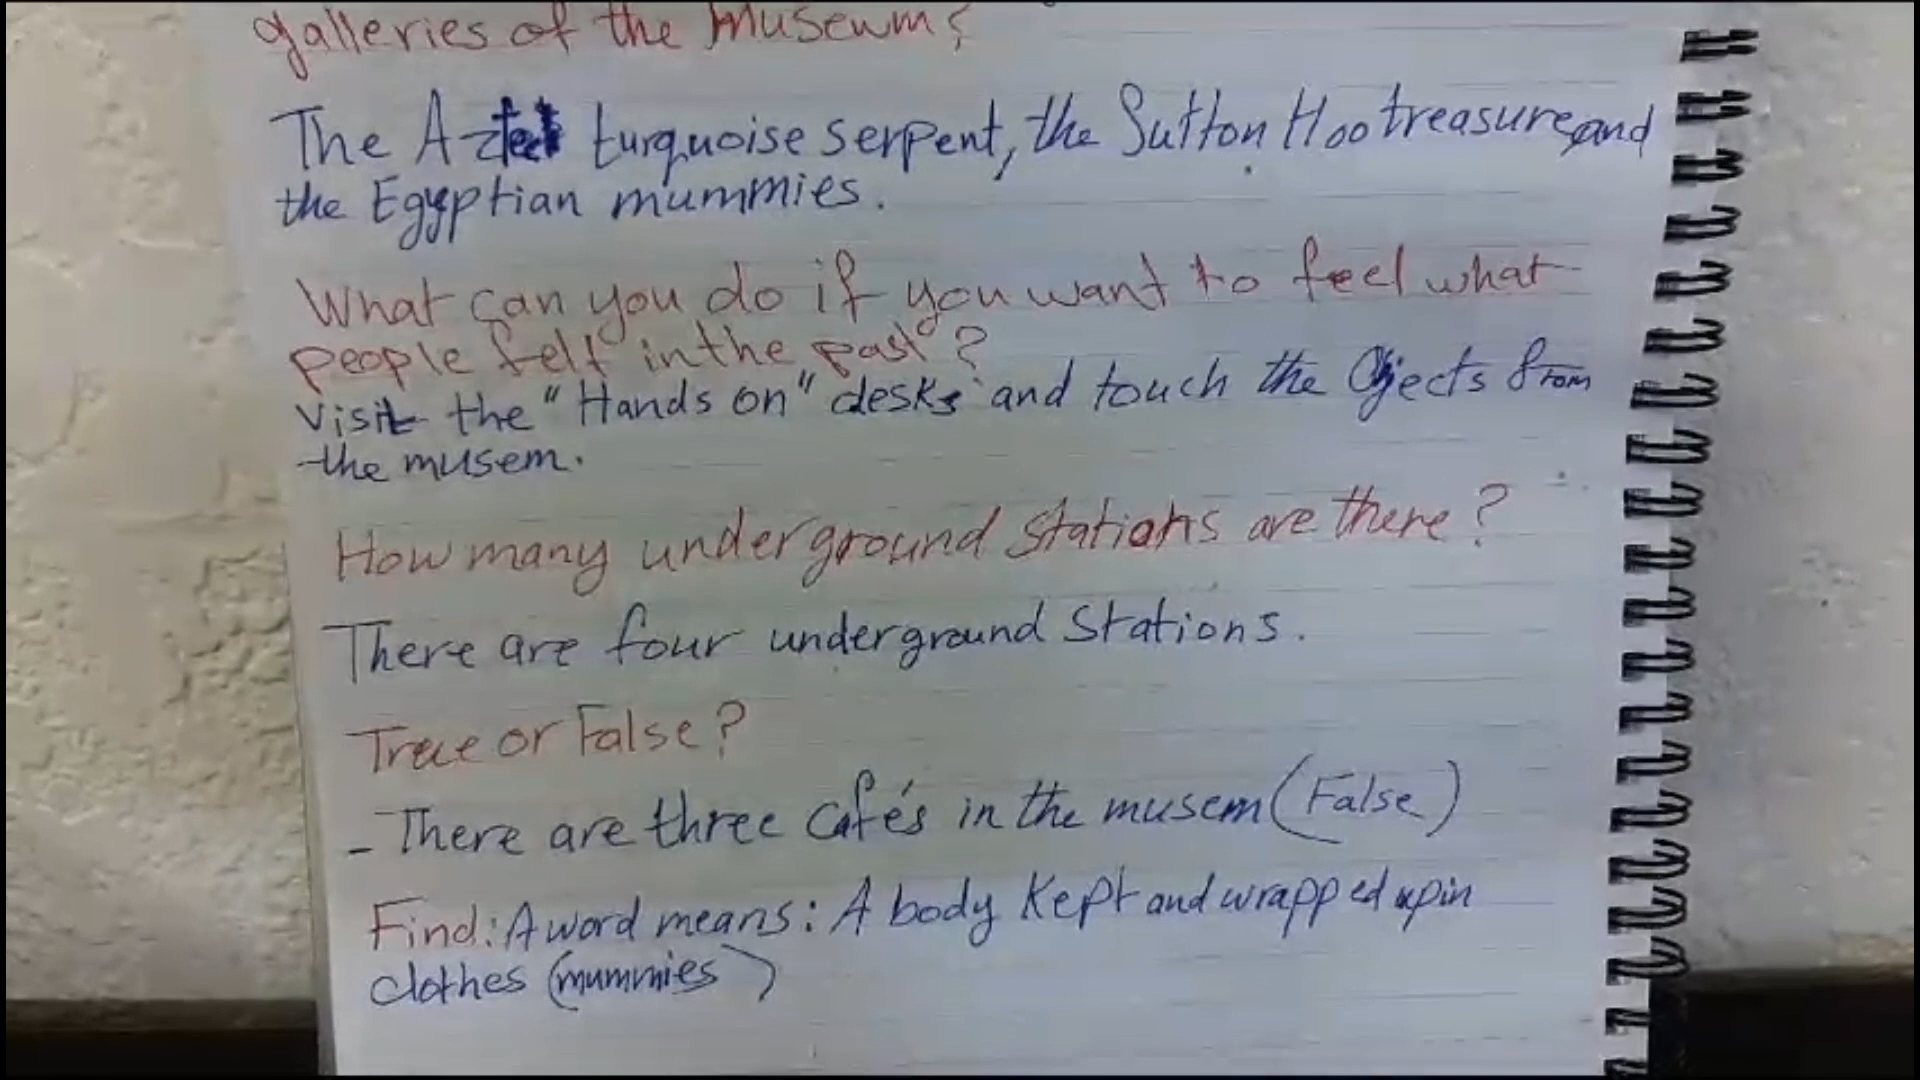 galleries of the Museum?
The Aztec turquoise serpent, the Sutton Hoo treasure, and
the Egyptian mummies.
What can you do if you want to feel what
people felt in the past?
Visit the "Hands on" desks and touch the Ojects from
the musem.
How many underground Stations are there?
There are four underground Stations.
True or False?
- There are three Cafés in the musem (False)
Find: A word means: A body Kept and wrapped up in
clothes (mummies)